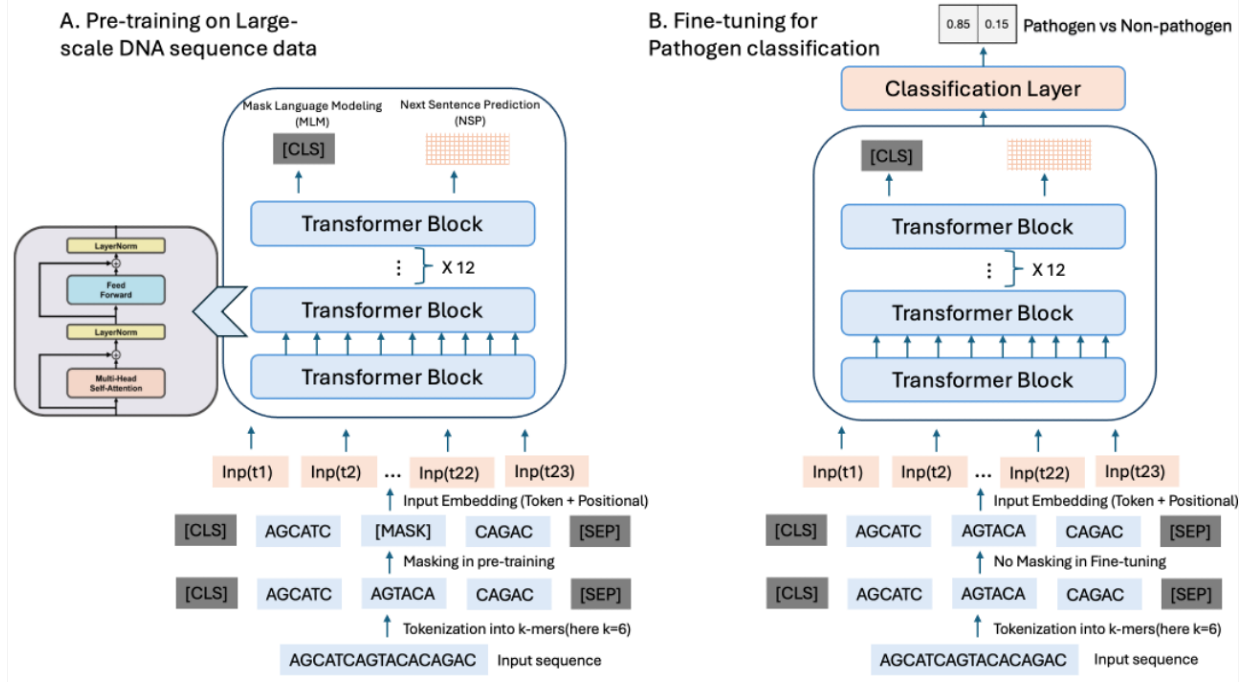 A. Pre-training on Large-
scale DNA sequence data
Mask Language Modeling
(MLM)
Next Sentence Prediction
(NSP)
[CLS]
Transformer Block
X 12
Transformer Block
Transformer Block
LayerNorm
Feed
Forward
LayerNorm
Multi-Head
Self-Attention
Inp(t1) Inp(t2) ... Inp(t22) Inp(t23)
Input Embedding (Token + Positional)
[CLS] AGCATC [MASK] CAGAC [SEP]
Masking in pre-training
[CLS] AGCATC AGTACA CAGAC [SEP]
Tokenization into k-mers(here k=6)
AGCATCAGTACACAGAC Input sequence
B. Fine-tuning for
Pathogen classification
0.85 0.15 Pathogen vs Non-pathogen
Classification Layer
[CLS]
Transformer Block
X 12
Transformer Block
Transformer Block
Inp(t1) Inp(t2) ... Inp(t22) Inp(t23)
Input Embedding (Token + Positional)
[CLS] AGCATC AGTACA CAGAC [SEP]
No Masking in Fine-tuning
[CLS] AGCATC AGTACA CAGAC [SEP]
Tokenization into k-mers(here k=6)
AGCATCAGTACACAGAC Input sequence